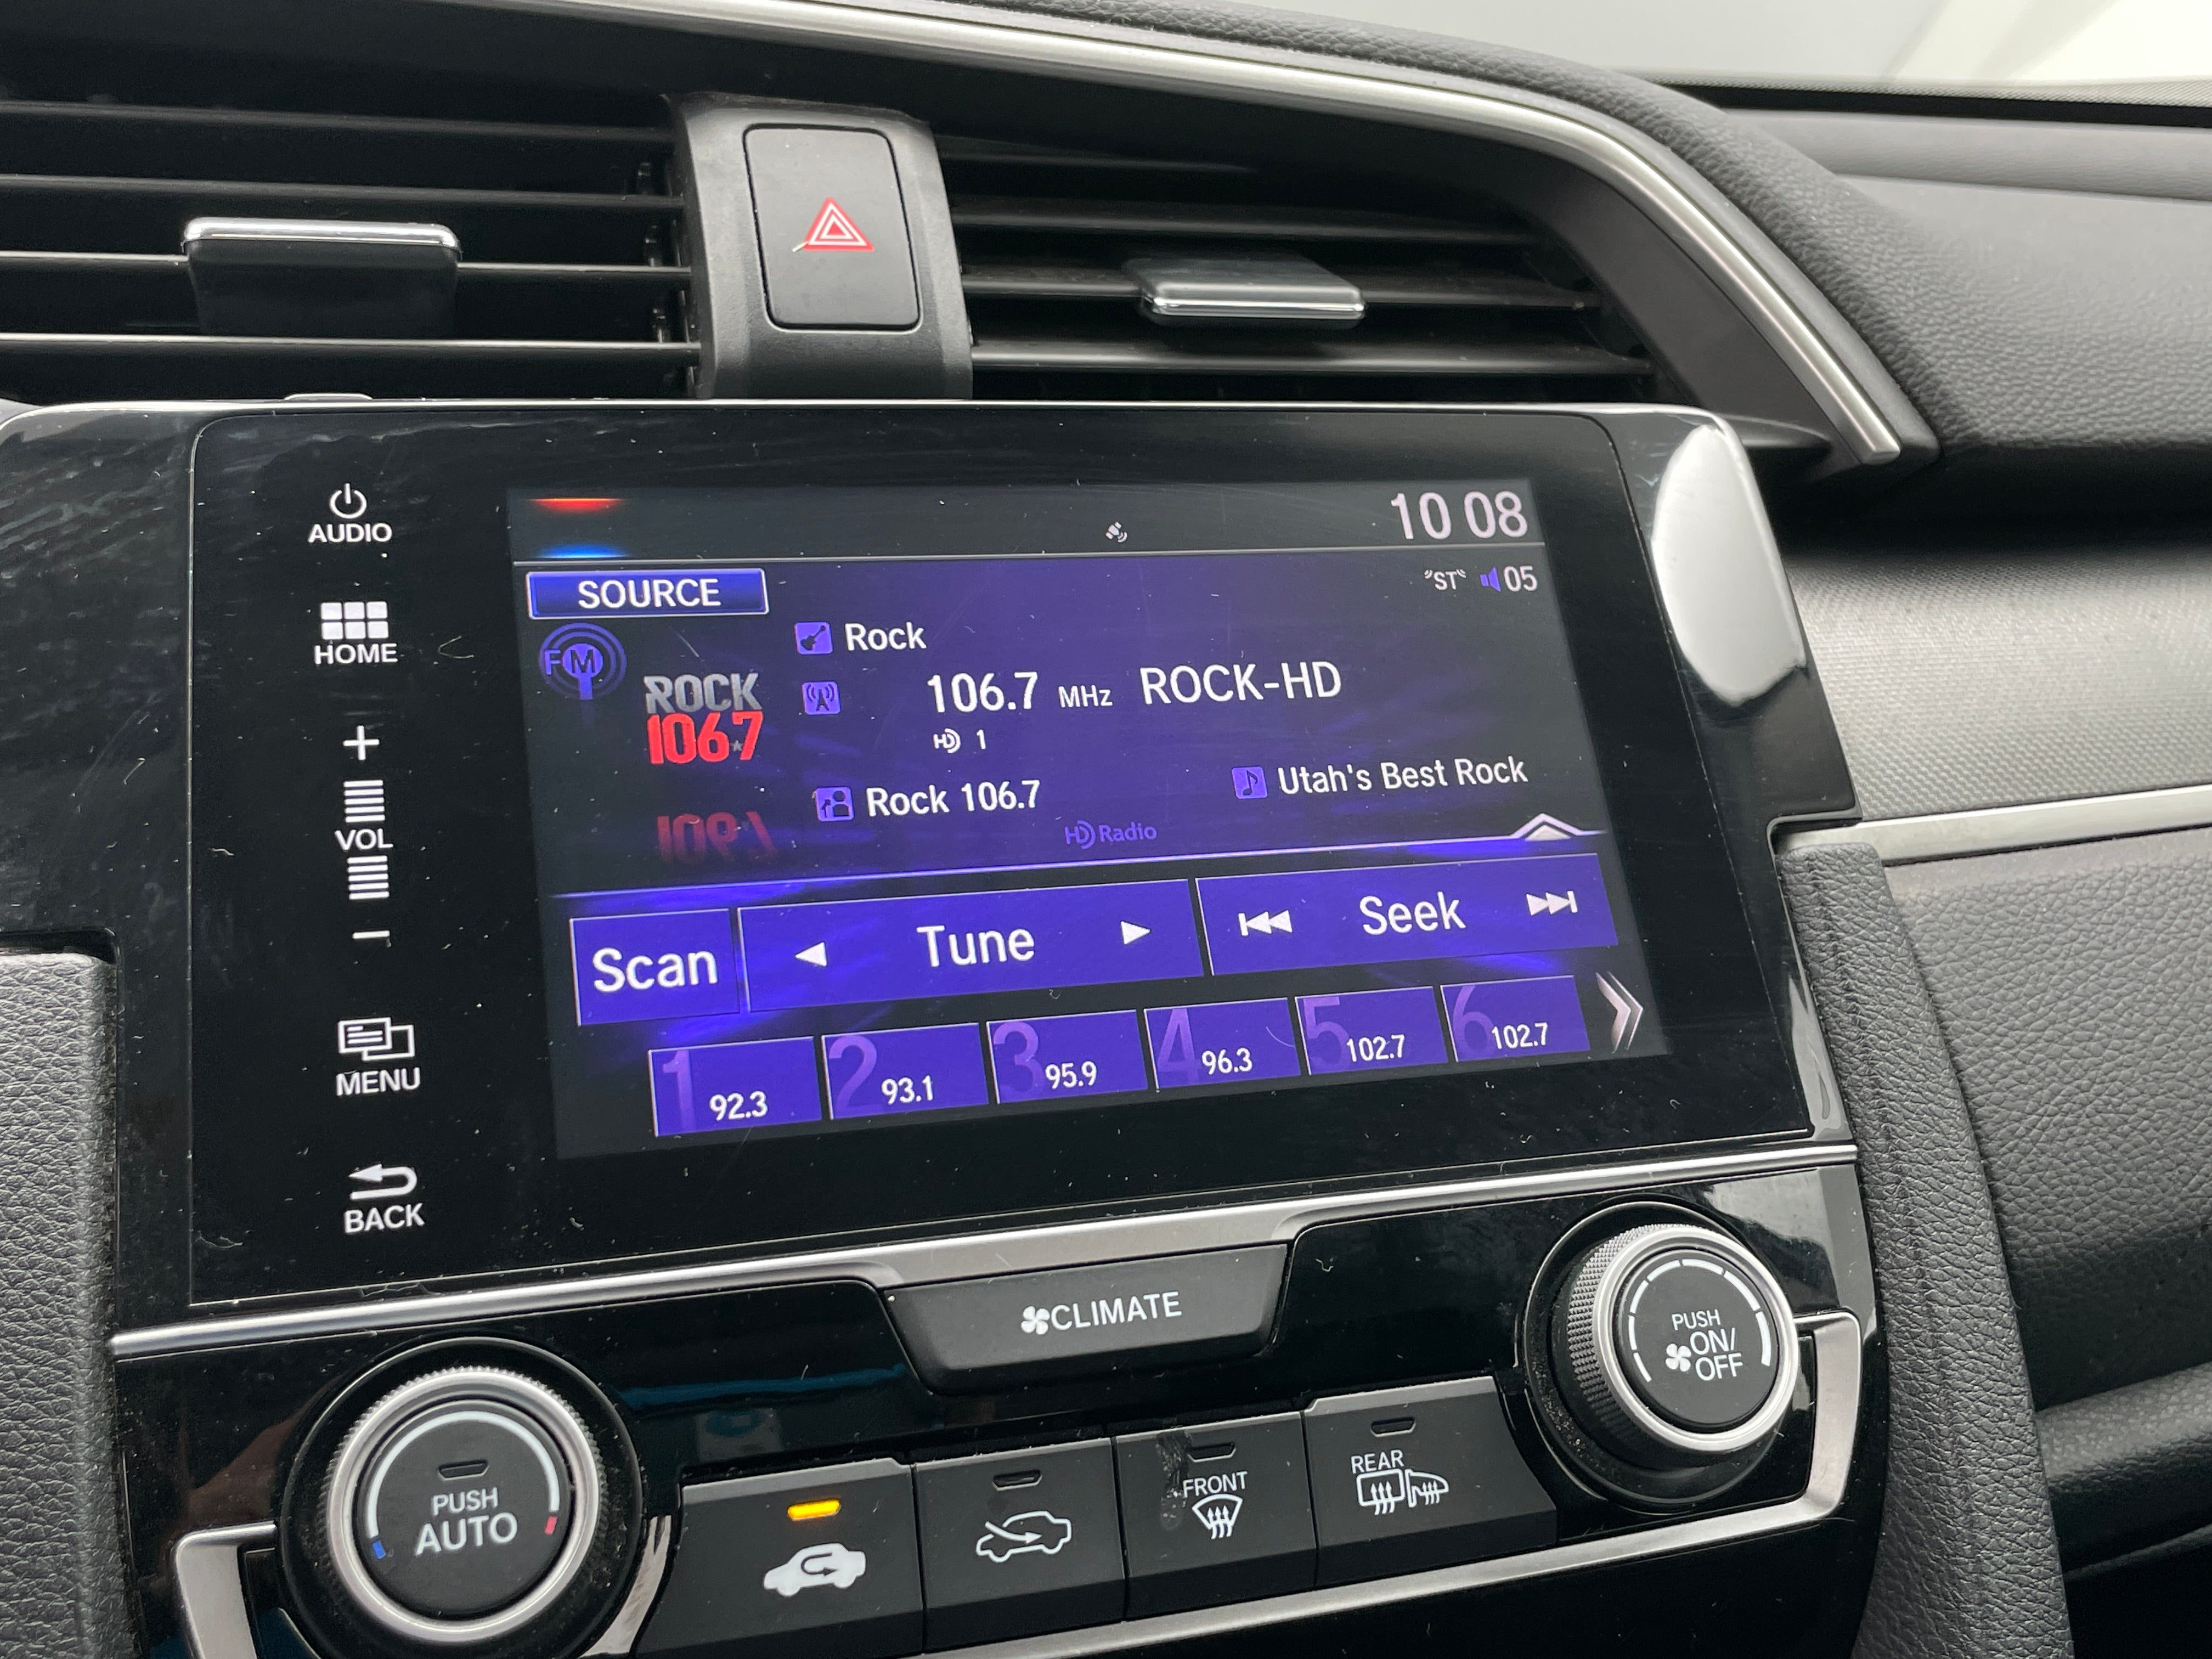 AUDIO
HOME
+
VOL
−
MENU
BACK
10 08
SOURCE
"ST" 05
FM
ROCK
106.7
Rock
106.7 MHz ROCK-HD
HD 1
Rock 106.7
Utah's Best Rock
HD Radio
Scan
Tune
Seek
1 92.3
2 93.1
3 95.9
4 96.3
5 102.7
6 102.7
CLIMATE
PUSH
ON/
OFF
PUSH
AUTO
FRONT
REAR